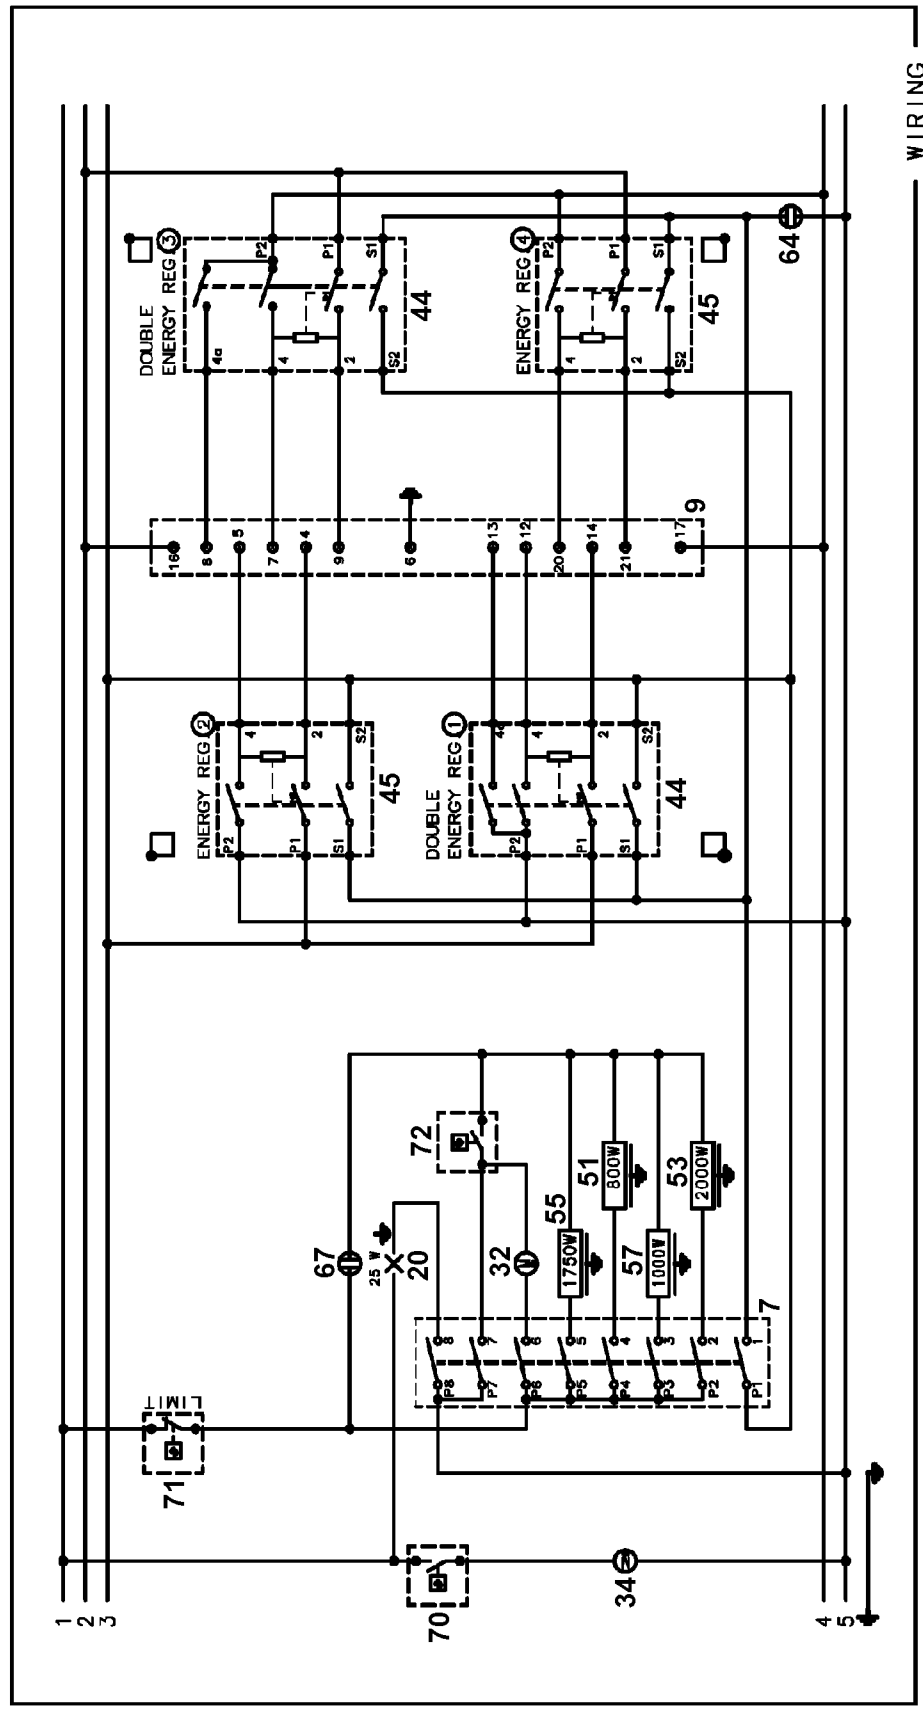 WIRING
DOUBLE
ENERGY REG 3
P2
P1
S1
4a
4
2
S2
44
ENERGY REG 4
P2
P1
S1
4
2
S2
45
64
16
8
5
7
4
9
6
13
12
20
14
21
17
9
ENERGY REG 2
4
2
S2
P2
P1
S1
45
DOUBLE
ENERGY REG 1
4
2
S2
P2
P1
S1
44
72
67
25 W
20
32
55
1750W
51
800W
57
1000W
53
2000W
7
8
7
6
5
4
3
2
1
P8
P7
P6
P5
P4
P3
P2
P1
LIMIT
71
70
34
1
2
3
4
5